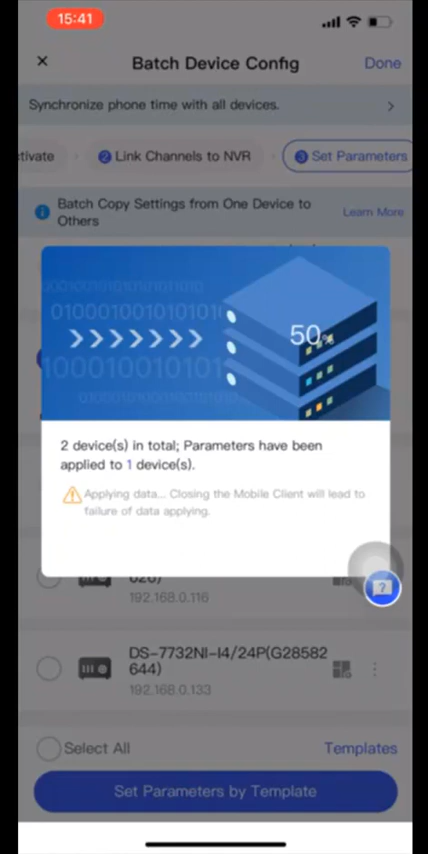 15:41
Batch Device Config
Done
Synchronize phone time with all devices.
tivate
2 Link Channels to NVR
3 Set Parameters
Batch Copy Settings from One Device to
Others
Learn More
50%
2 device(s) in total; Parameters have been
applied to 1 device(s).
Applying data... Closing the Mobile Client will lead to
failure of data applying.
192.168.0.116
DS-7732NI-I4/24P(G28582
644)
192.168.0.133
Select All
Templates
Set Parameters by Template